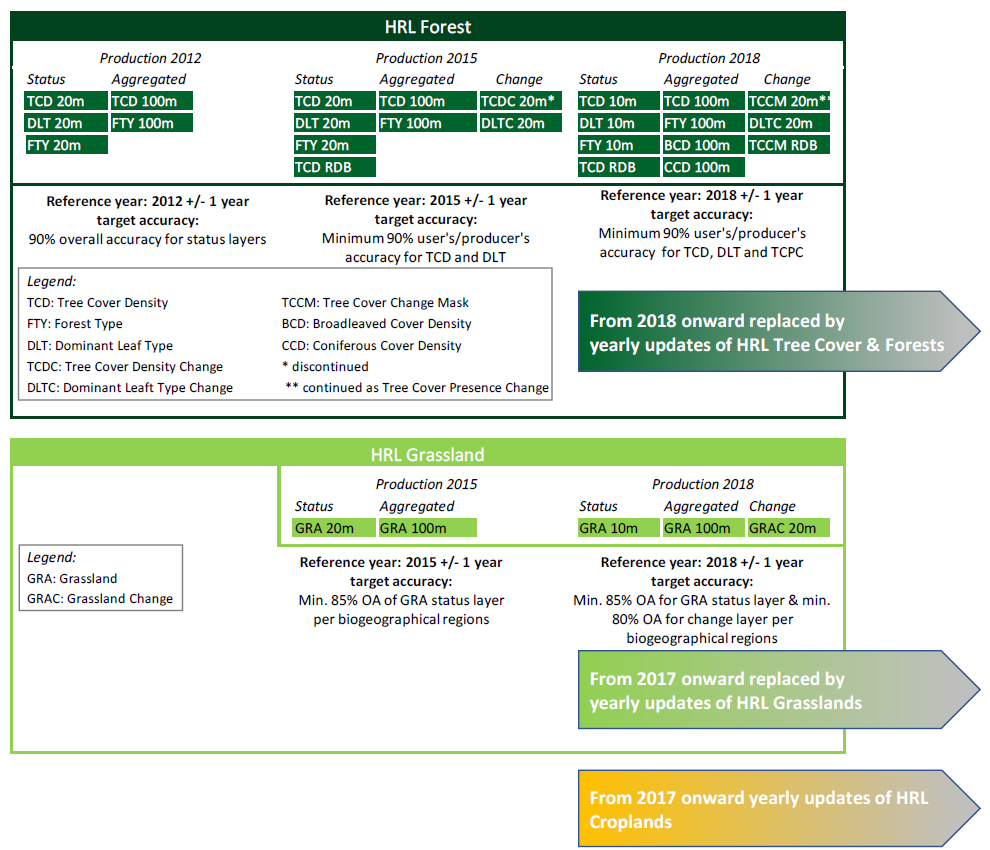 HRL Forest
Production 2012
Status Aggregated
TCD 20m TCD 100m
DLT 20m FTY 100m
FTY 20m
Production 2015
Status Aggregated Change
TCD 20m TCD 100m TCDC 20m*
DLT 20m FTY 100m DLTC 20m
FTY 20m
TCD RDB
Production 2018
Status Aggregated Change
TCD 10m TCD 100m TCCM 20m**
DLT 10m FTY 100m DLTC 20m
FTY 10m BCD 100m TCCM RDB
TCD RDB CCD 100m
Reference year: 2012 +/- 1 year
target accuracy:
90% overall accuracy for status layers
Reference year: 2015 +/- 1 year
target accuracy:
Minimum 90% user's/producer's
accuracy for TCD and DLT
Reference year: 2018 +/- 1 year
target accuracy:
Minimum 90% user's/producer's
accuracy for TCD, DLT and TCPC
Legend:
TCD: Tree Cover Density
FTY: Forest Type
DLT: Dominant Leaf Type
TCDC: Tree Cover Density Change
DLTC: Dominant Leaft Type Change
TCCM: Tree Cover Change Mask
BCD: Broadleaved Cover Density
CCD: Coniferous Cover Density
* discontinued
** continued as Tree Cover Presence Change
From 2018 onward replaced by
yearly updates of HRL Tree Cover & Forests
HRL Grassland
Production 2015
Status Aggregated
GRA 20m GRA 100m
Production 2018
Status Aggregated Change
GRA 10m GRA 100m GRAC 20m
Legend:
GRA: Grassland
GRAC: Grassland Change
Reference year: 2015 +/- 1 year
target accuracy:
Min. 85% OA of GRA status layer
per biogeographical regions
Reference year: 2018 +/- 1 year
target accuracy:
Min. 85% OA for GRA status layer & min.
80% OA for change layer per
biogeographical regions
From 2017 onward replaced by
yearly updates of HRL Grasslands
From 2017 onward yearly updates of HRL
Croplands